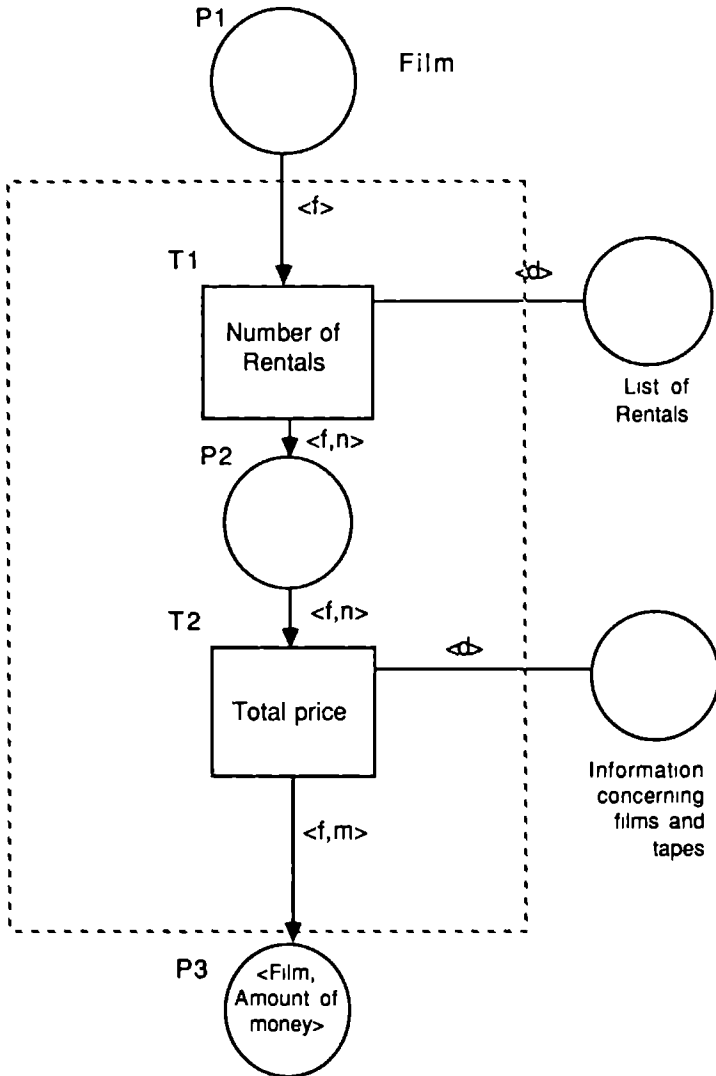 P1
Film
<f>
T1
<d>
Number of
Rentals
List of
Rentals
<f,n>
P2
<f,n>
T2
<d>
Total price
Information
concerning
films and
tapes
<f,m>
P3
<Film,
Amount of
money>